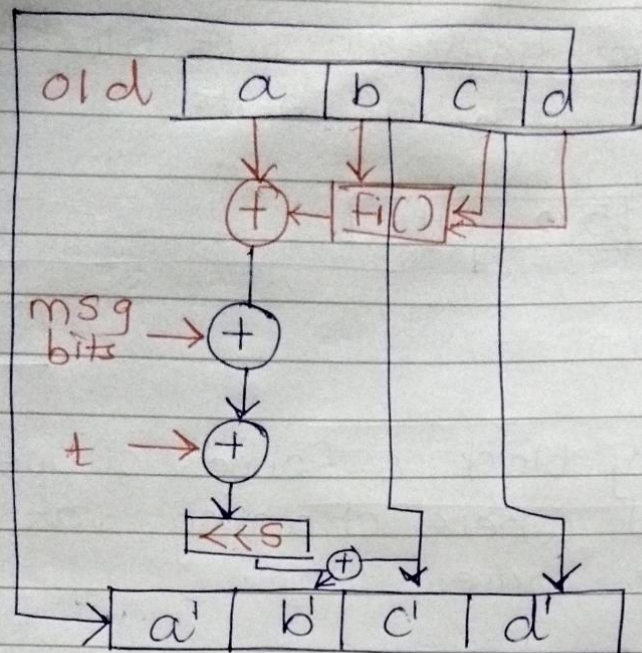 old a b c d
+ fi()
msg
bits +
t +
<<s
+
a' b' c' d'